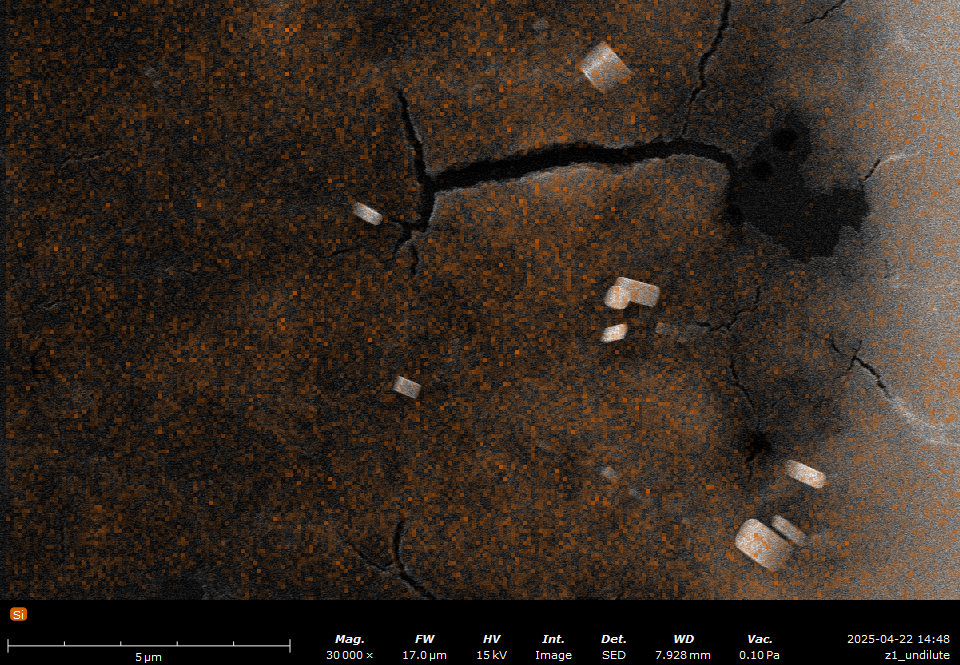 Si
Mag. FW HV Int. Det. WD Vac. 2025-04-22 14:48
5 µm 30 000 × 17.0 µm 15 kV Image SED 7.928 mm 0.10 Pa z1_undilute